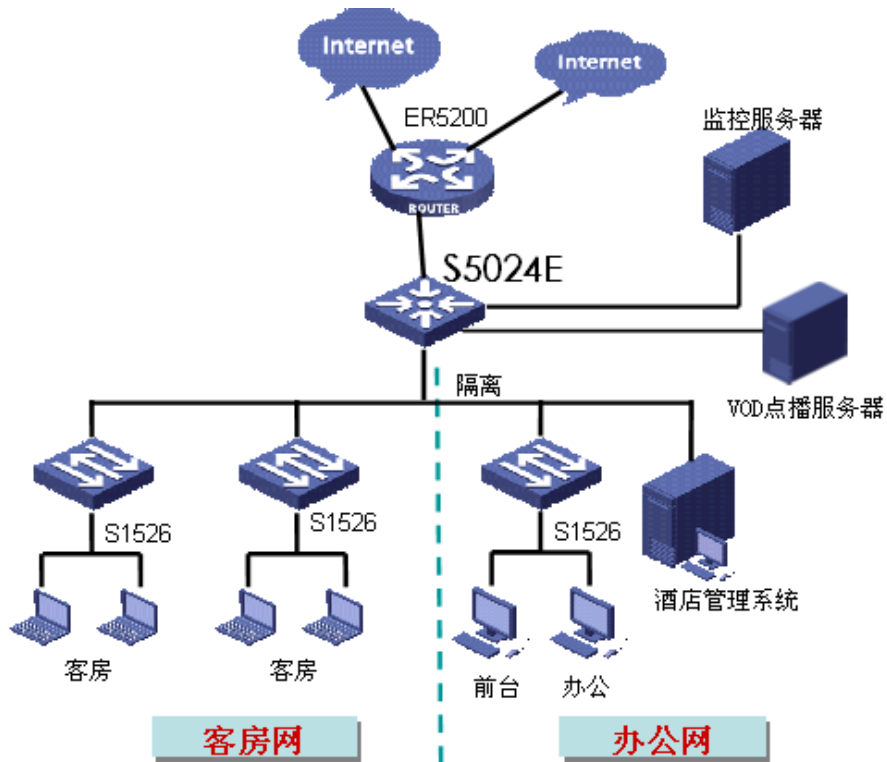 Internet
Internet
ER5200
监控服务器
ROUTER
S5024E
隔离
VOD点播服务器
S1526
S1526
S1526
酒店管理系统
客房
客房
前台
办公
客房网
办公网